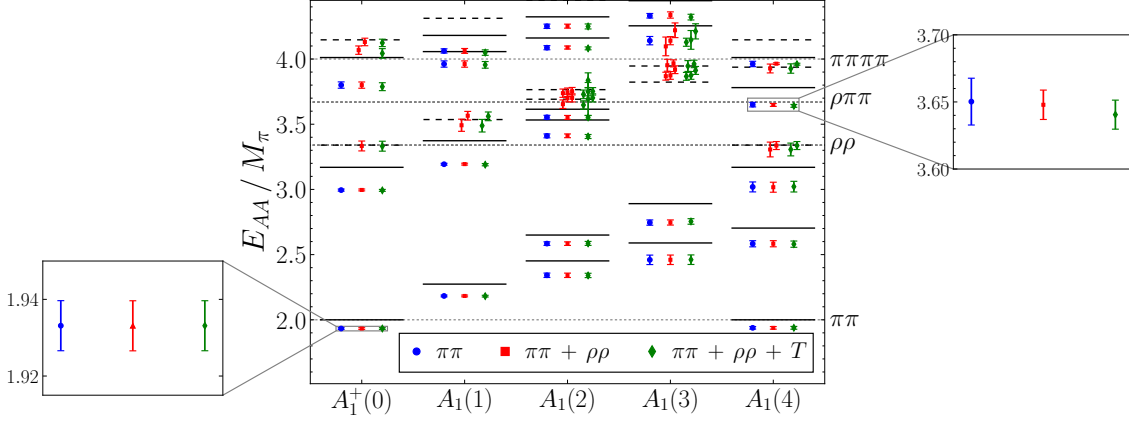 E_{AA} / M_π
4.0
3.5
3.0
2.5
2.0
ππππ
ρππ
ρρ
ππ
3.70
3.65
3.60
1.94
1.92
ππ
ππ + ρρ
ππ + ρρ + T
A_1^+(0)
A_1(1)
A_1(2)
A_1(3)
A_1(4)